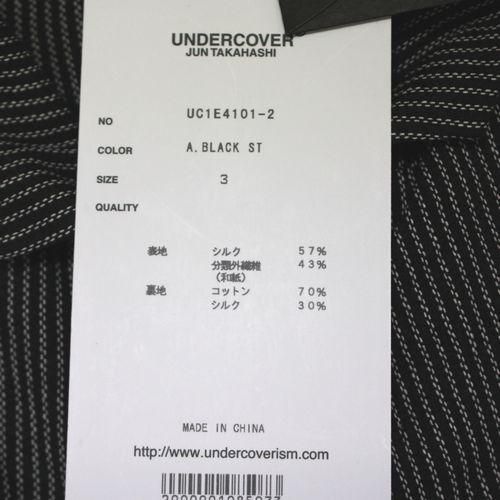 UNDERCOVER
JUN TAKAHASHI
NO UC1E4101-2
COLOR A.BLACK ST
SIZE 3
QUALITY
表地 シルク 57%
分類外繊維 43%
(和紙)
裏地 コットン 70%
シルク 30%
MADE IN CHINA
http://www.undercoverism.com/